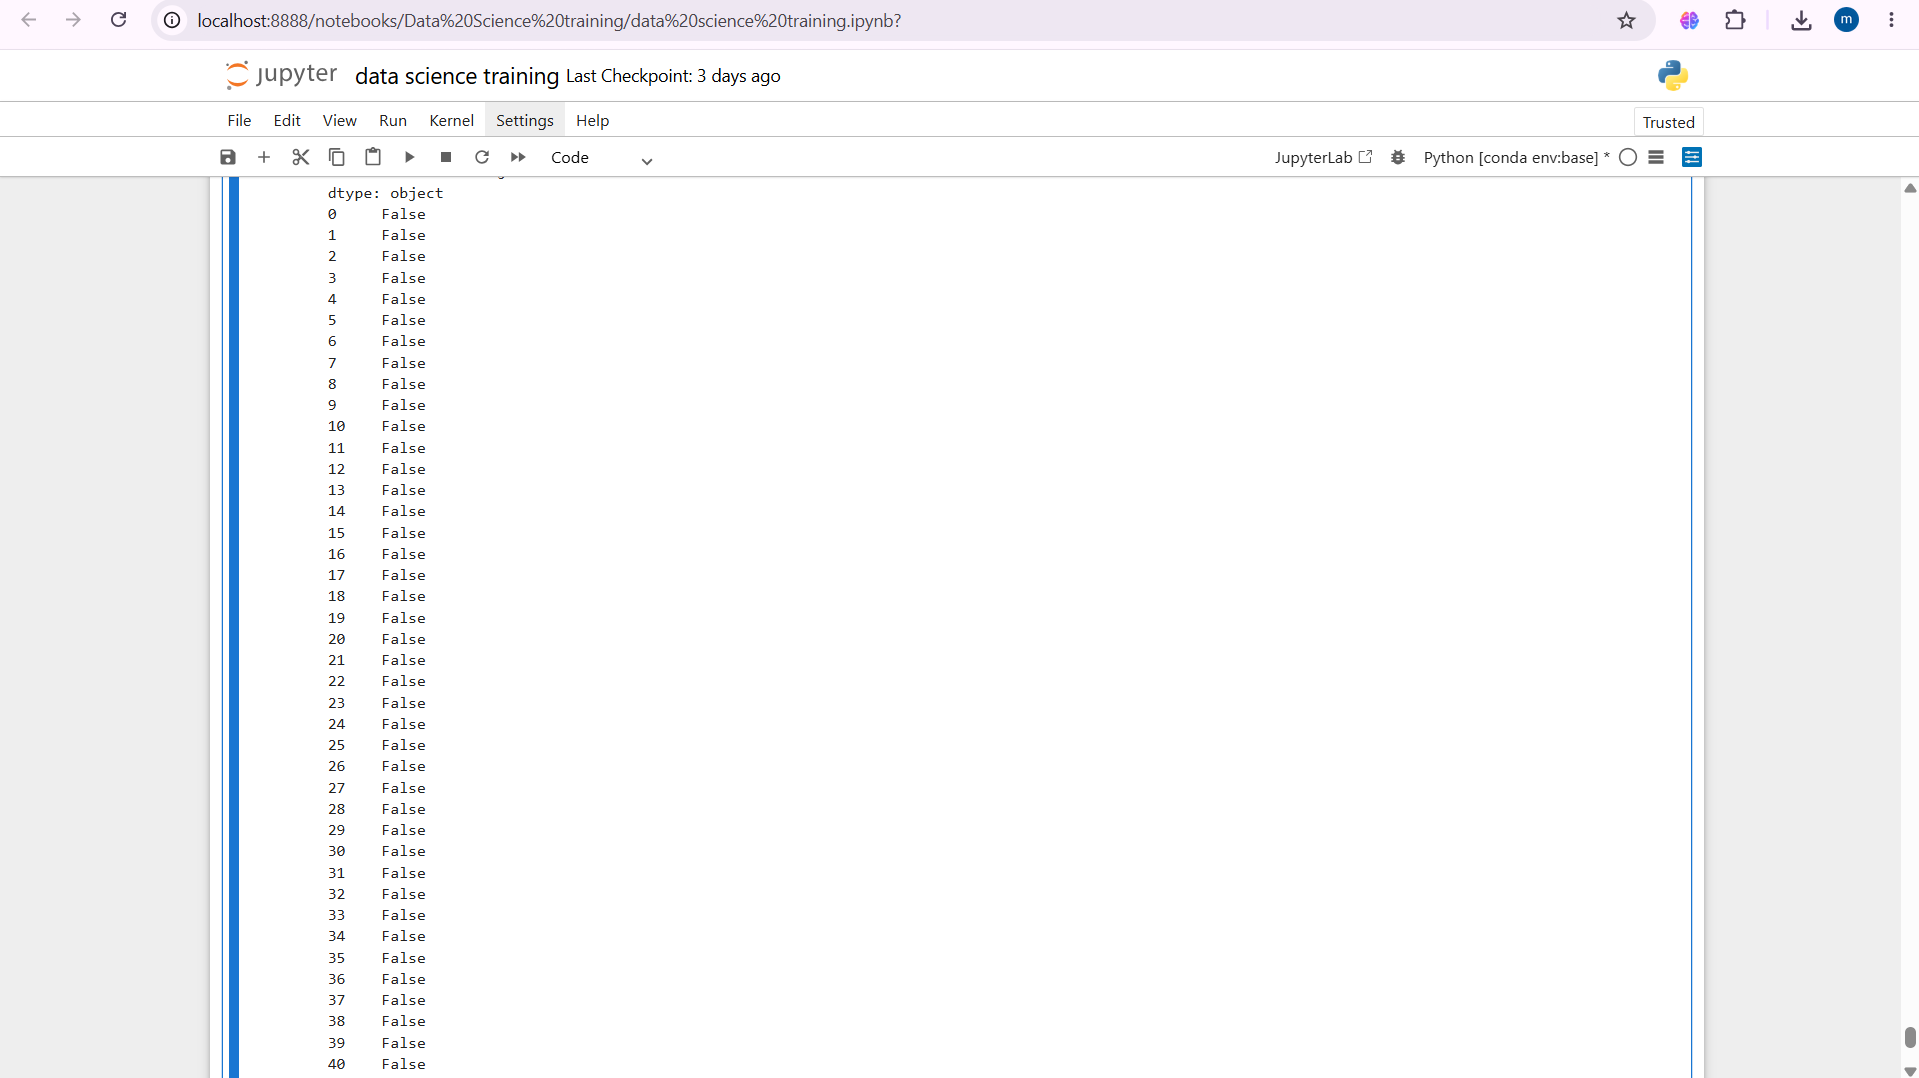 localhost:8888/notebooks/Data%20Science%20training/data%20science%20training.ipynb?
m
jupyter data science training Last Checkpoint: 3 days ago
File Edit View Run Kernel Settings Help
Trusted
Code
JupyterLab
Python [conda env:base] *
dtype: object
0 False
1 False
2 False
3 False
4 False
5 False
6 False
7 False
8 False
9 False
10 False
11 False
12 False
13 False
14 False
15 False
16 False
17 False
18 False
19 False
20 False
21 False
22 False
23 False
24 False
25 False
26 False
27 False
28 False
29 False
30 False
31 False
32 False
33 False
34 False
35 False
36 False
37 False
38 False
39 False
40 False